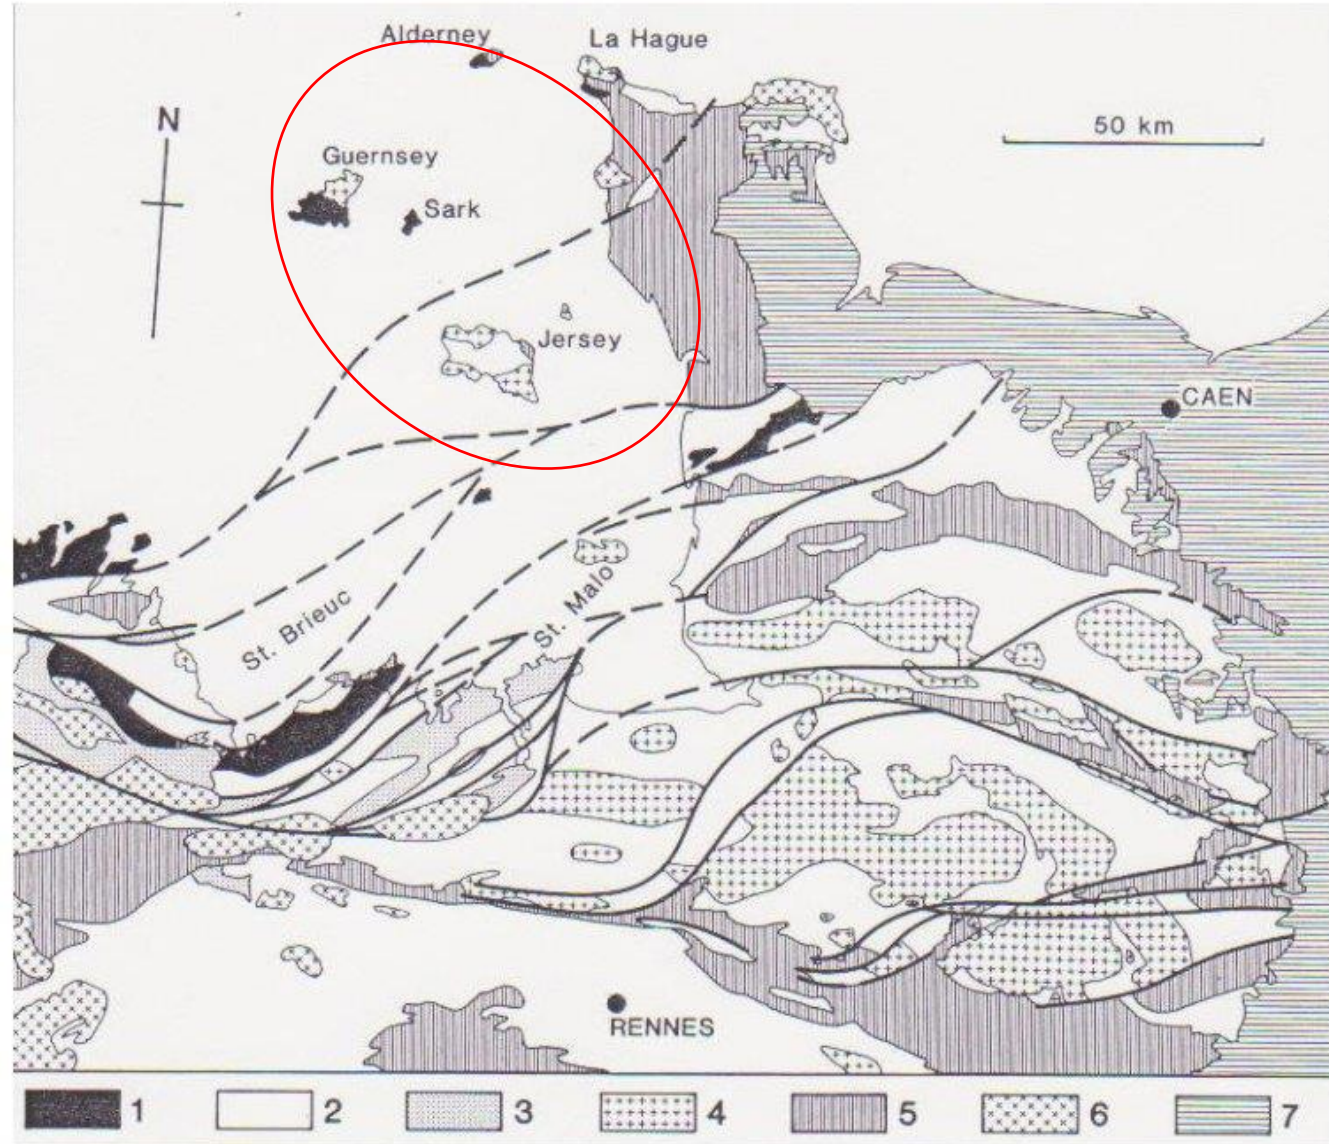 Alderney
La Hague
N
50 km
Guernsey
Sark
Jersey
CAEN
St. Brieuc
St. Malo
RENNES
1 2 3 4 5 6 7